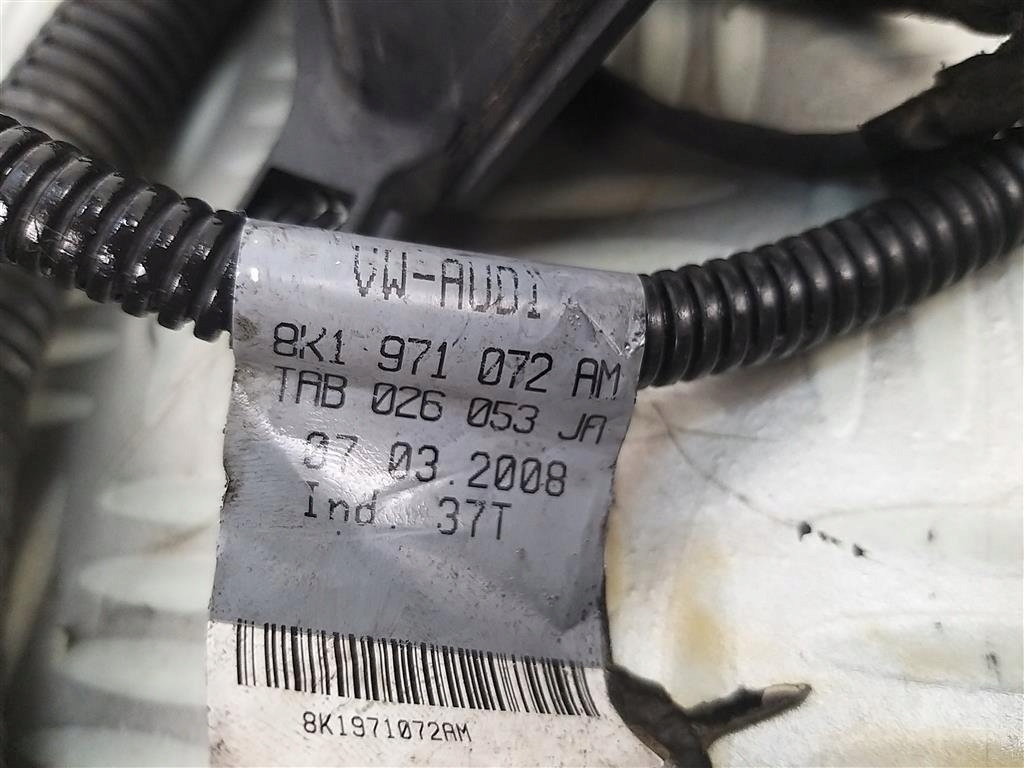 VW-AUDI
8K1 971 072 AM
TAB 026 053 JA
07.03.2008
Ind. 37T
8K1971072AM